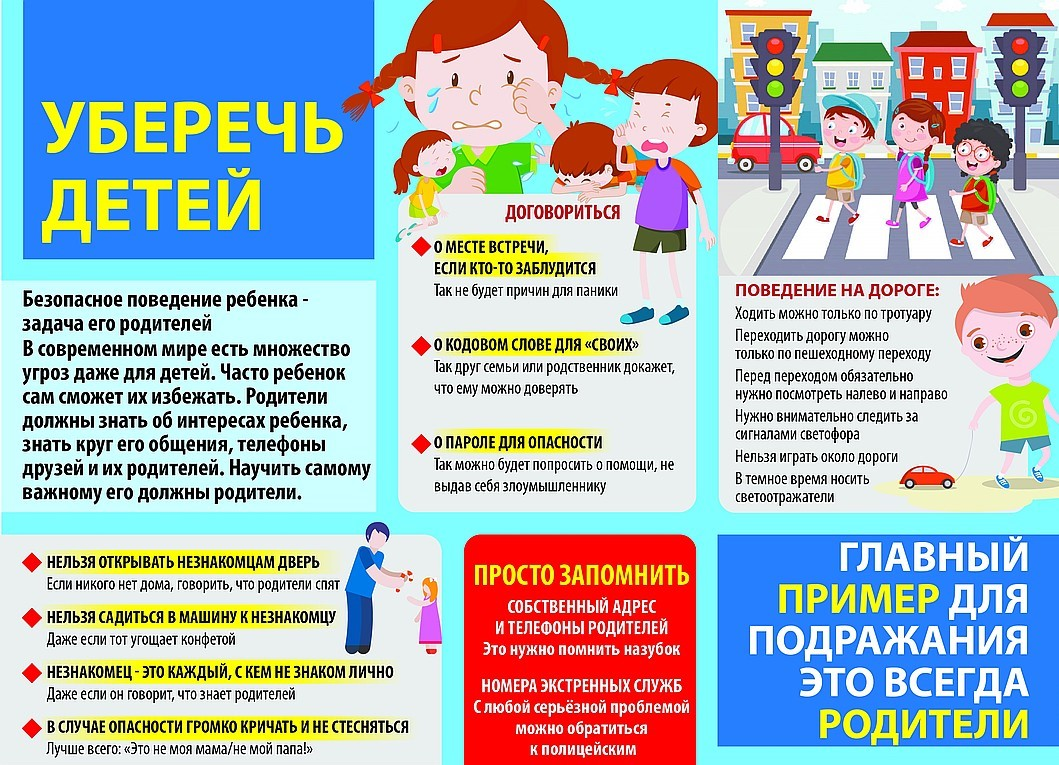 УБЕРЕЧЬ
ДЕТЕЙ
Безопасное поведение ребенка -
задача его родителей
В современном мире есть множество
угроз даже для детей. Часто ребенок
сам сможет их избежать. Родители
должны знать об интересах ребенка,
знать круг его общения, телефоны
друзей и их родителей. Научить самому
важному его должны родители.
ДОГОВОРИТЬСЯ
О МЕСТЕ ВСТРЕЧИ,
ЕСЛИ КТО-ТО ЗАБЛУДИТСЯ
Так не будет причин для паники
О КОДОВОМ СЛОВЕ ДЛЯ «СВОИХ»
Так друг семьи или родственник докажет,
что ему можно доверять
О ПАРОЛЕ ДЛЯ ОПАСНОСТИ
Так можно будет попросить о помощи, не
выдав себя злоумышленнику
ПОВЕДЕНИЕ НА ДОРОГЕ:
Ходить можно только по тротуару
Переходить дорогу можно
только по пешеходному переходу
Перед переходом обязательно
нужно посмотреть налево и направо
Нужно внимательно следить за
сигналами светофора
Нельзя играть около дороги
В темное время носить
светоотражатели
НЕЛЬЗЯ ОТКРЫВАТЬ НЕЗНАКОМЦАМ ДВЕРЬ
Если никого нет дома, говорить, что родители спят
НЕЛЬЗЯ САДИТЬСЯ В МАШИНУ К НЕЗНАКОМЦУ
Даже если тот угощает конфетой
НЕЗНАКОМЕЦ - ЭТО КАЖДЫЙ, С КЕМ НЕ ЗНАКОМ ЛИЧНО
Даже если он говорит, что знает родителей
В СЛУЧАЕ ОПАСНОСТИ ГРОМКО КРИЧАТЬ И НЕ СТЕСНЯТЬСЯ
Лучше всего: «Это не моя мама/не мой папа!»
ПРОСТО ЗАПОМНИТЬ
СОБСТВЕННЫЙ АДРЕС
И ТЕЛЕФОНЫ РОДИТЕЛЕЙ
Это нужно помнить назубок
НОМЕРА ЭКСТРЕННЫХ СЛУЖБ
С любой серьёзной проблемой
можно обратиться
к полицейским
ГЛАВНЫЙ
ПРИМЕР ДЛЯ
ПОДРАЖАНИЯ
ЭТО ВСЕГДА
РОДИТЕЛИ